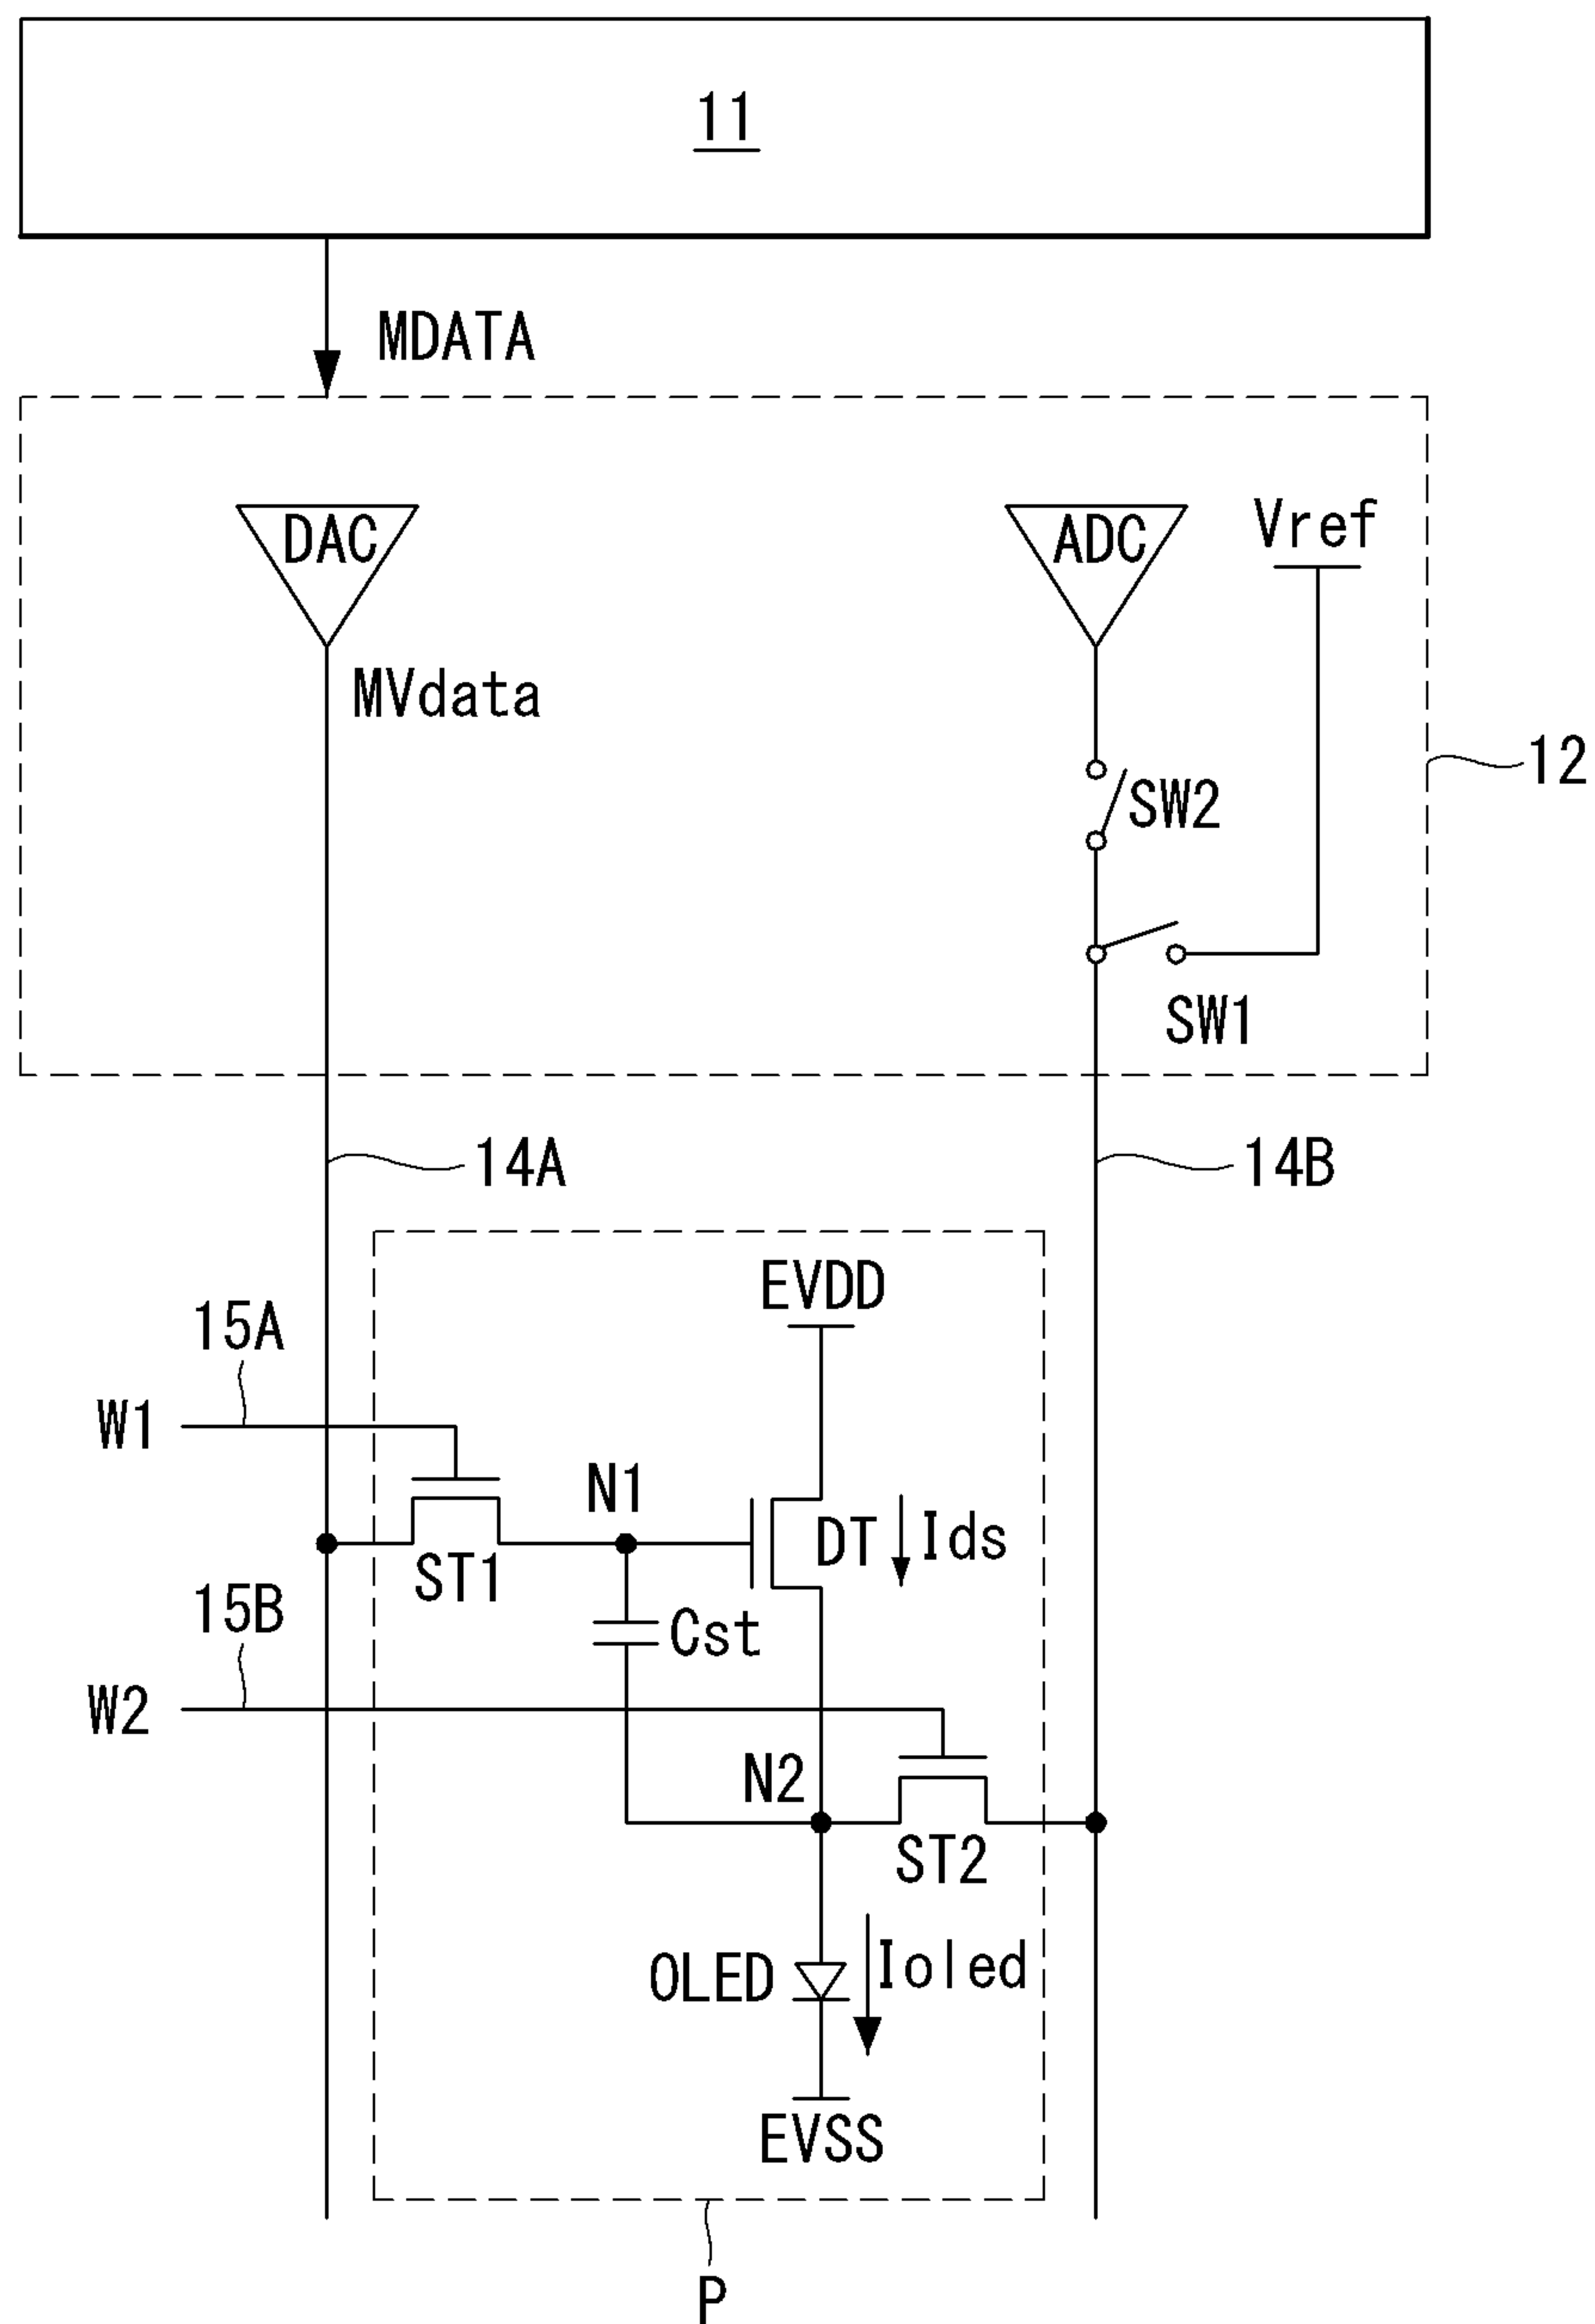 11
MDATA
DAC
ADC
Vref
MVdata
12
SW2
SW1
14A
14B
EVDD
15A
W1
N1
DT
Ids
ST1
15B
Cst
W2
N2
ST2
OLED
Ioled
EVSS
P